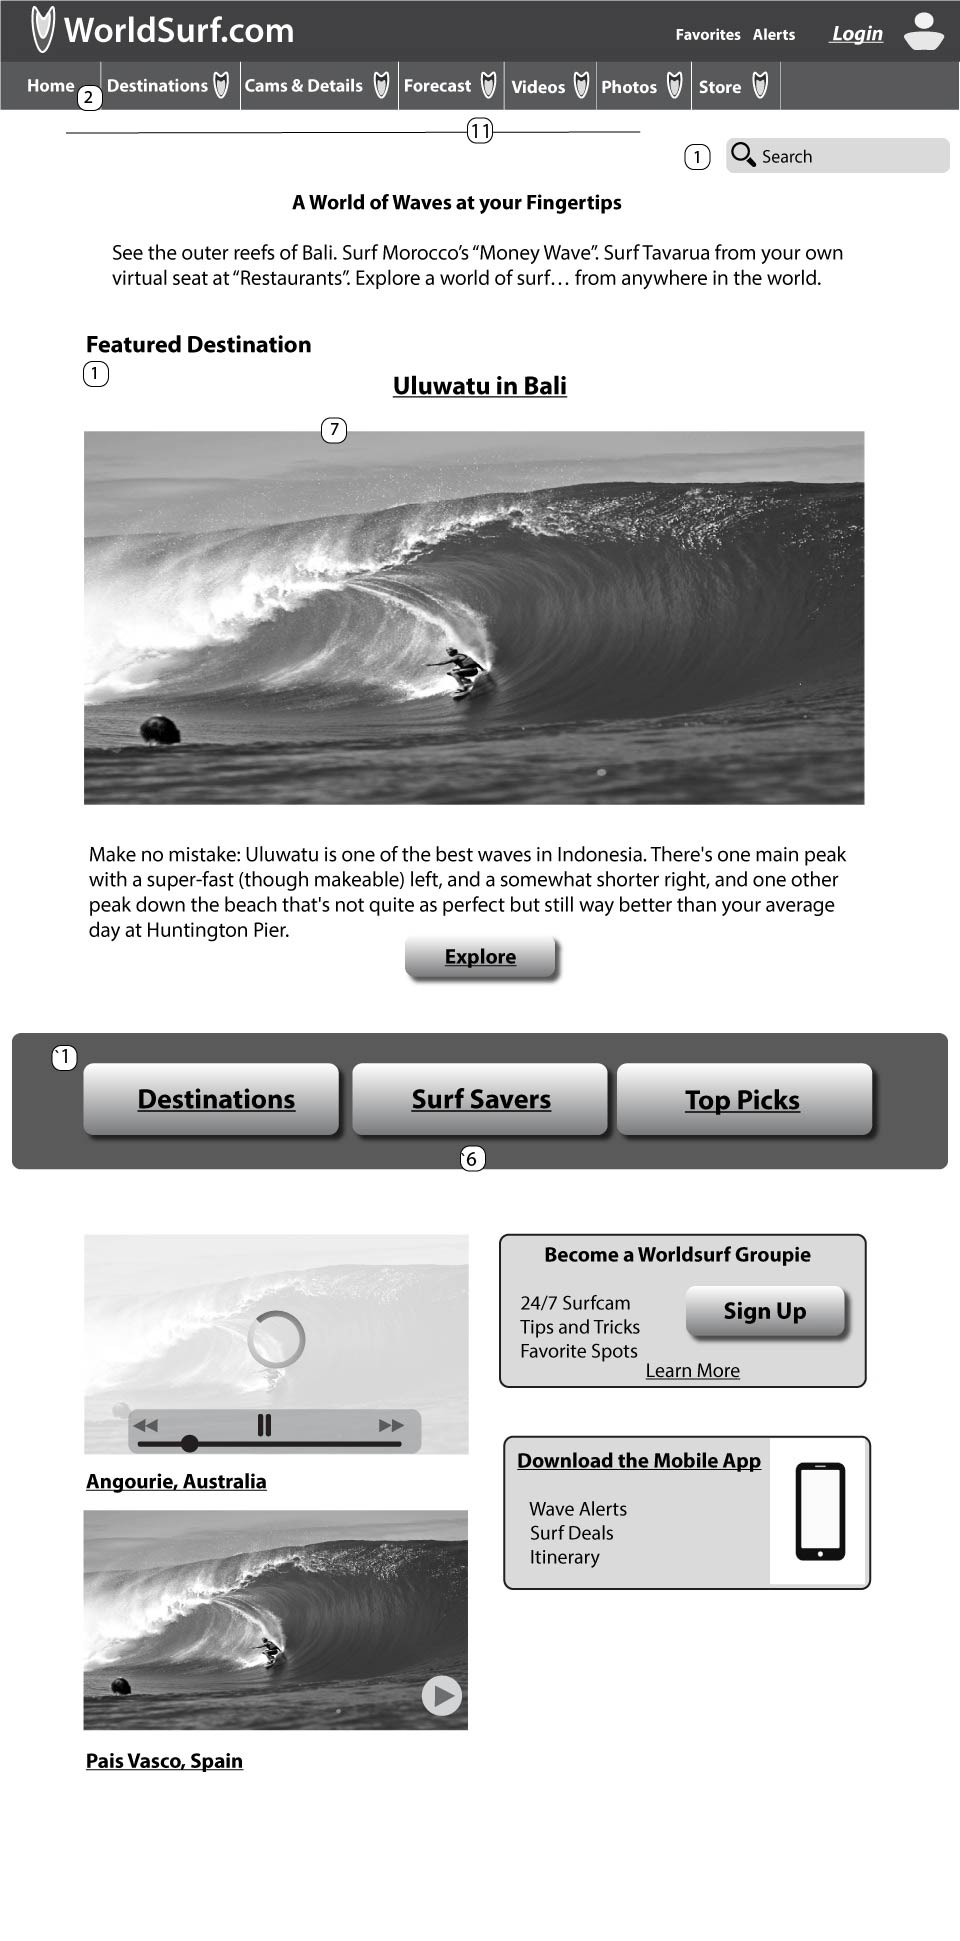 WorldSurf.com
Favorites Alerts Login
Home Destinations Cams & Details Forecast Videos Photos Store
2
11
1
Search
A World of Waves at your Fingertips
See the outer reefs of Bali. Surf Morocco’s “Money Wave”. Surf Tavarua from your own
virtual seat at “Restaurants”. Explore a world of surf… from anywhere in the world.
Featured Destination
1
Uluwatu in Bali
7
Make no mistake: Uluwatu is one of the best waves in Indonesia. There's one main peak
with a super-fast (though makeable) left, and a somewhat shorter right, and one other
peak down the beach that's not quite as perfect but still way better than your average
day at Huntington Pier.
Explore
`1
Destinations Surf Savers Top Picks
`6
Become a Worldsurf Groupie
24/7 Surfcam
Tips and Tricks
Favorite Spots
Sign Up
Learn More
Angourie, Australia
Download the Mobile App
Wave Alerts
Surf Deals
Itinerary
Pais Vasco, Spain